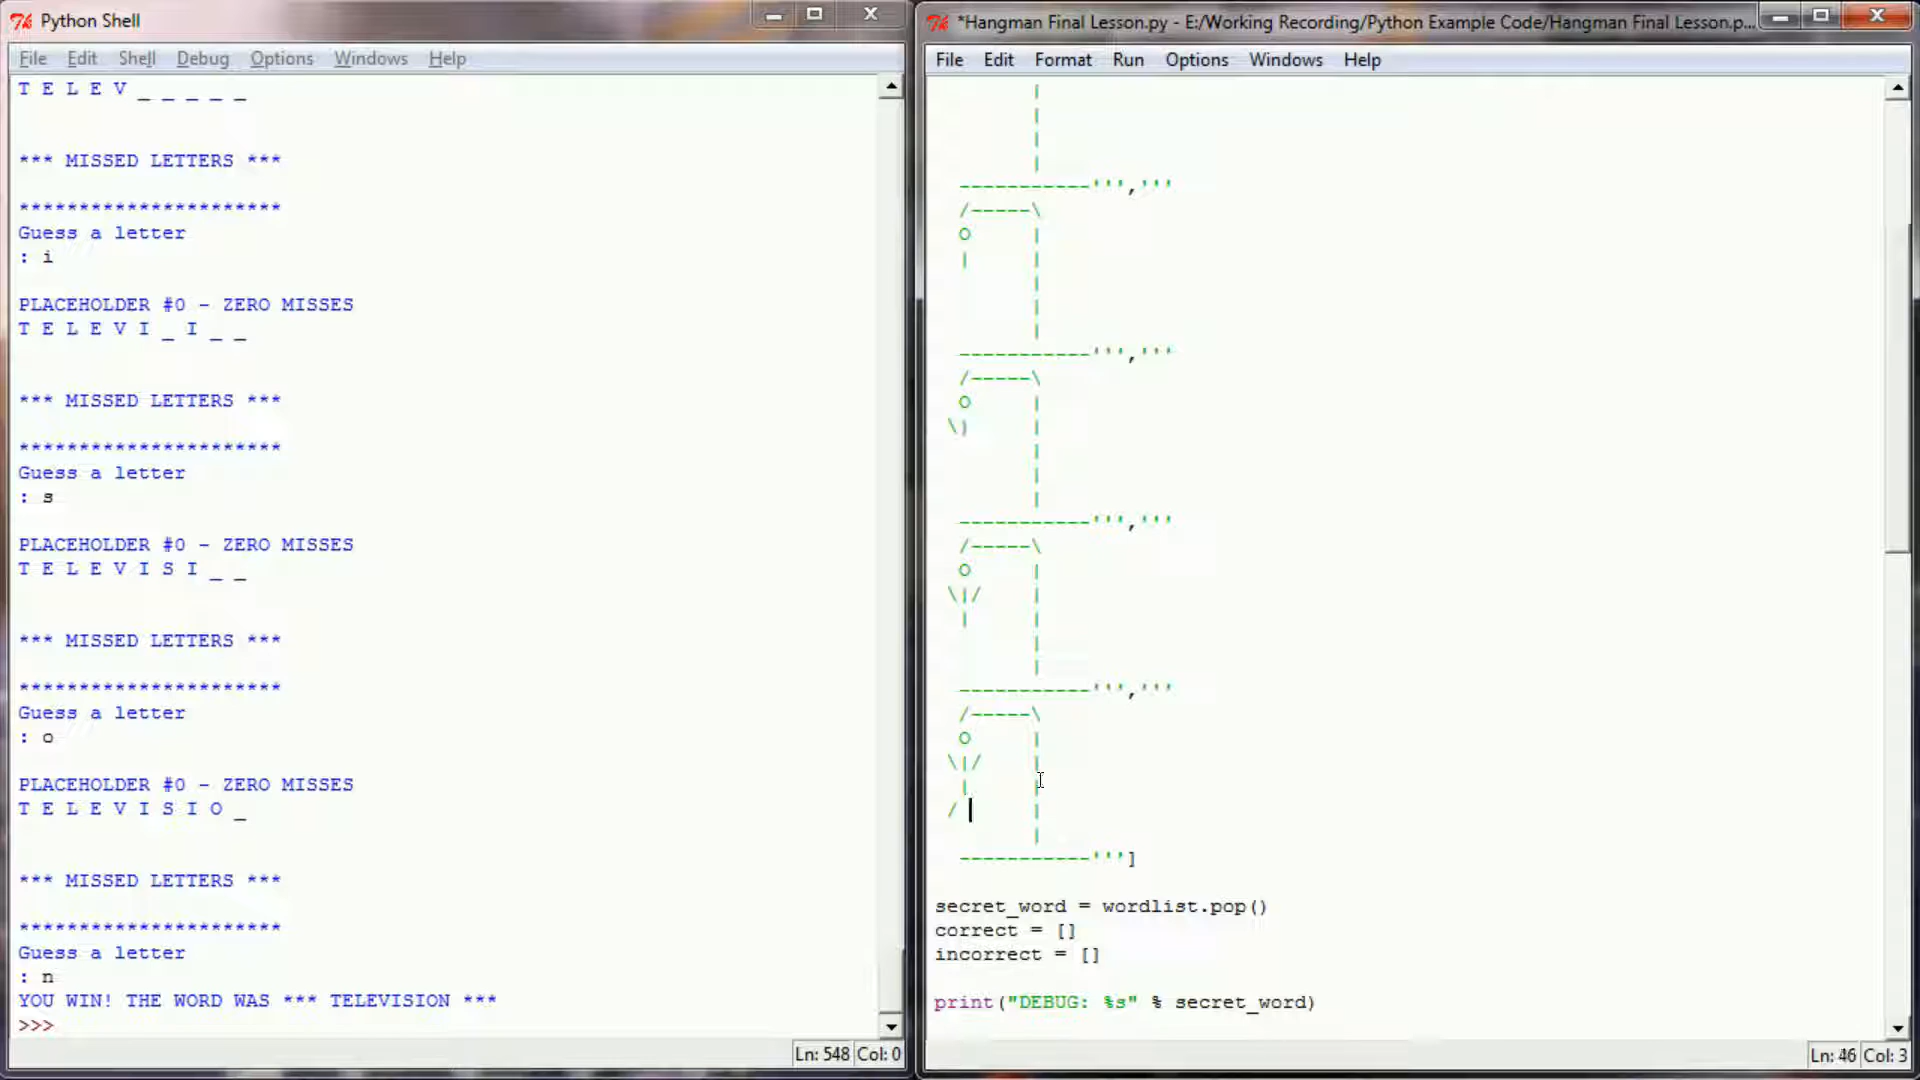 Python Shell
File Edit Shell Debug Options Windows Help
T E L E V _ _ _ _ _
*** MISSED LETTERS ***
**********************
Guess a letter
: i
PLACEHOLDER #0 - ZERO MISSES
T E L E V I _ I _ _
*** MISSED LETTERS ***
**********************
Guess a letter
: s
PLACEHOLDER #0 - ZERO MISSES
T E L E V I S I _ _
*** MISSED LETTERS ***
**********************
Guess a letter
: o
PLACEHOLDER #0 - ZERO MISSES
T E L E V I S I O _
*** MISSED LETTERS ***
**********************
Guess a letter
: n
YOU WIN! THE WORD WAS *** TELEVISION ***
>>>
Ln: 548 Col: 0
*Hangman Final Lesson.py - E:/Working Recording/Python Example Code/Hangman Final Lesson.p...
File Edit Format Run Options Windows Help
         |
         |
         |
         |
  -----------''','''
  /-----\
  O     |
  |     |
        |
        |
        |
  -----------''','''
  /-----\
  O     |
 \|     |
        |
        |
        |
  -----------''','''
  /-----\
  O     |
 \|/    |
  |     |
        |
        |
  -----------''','''
  /-----\
  O     |
 \|/    |
  |     |
 /      |
        |
  -----------''']
secret_word = wordlist.pop()
correct = []
incorrect = []
print("DEBUG: %s" % secret_word)
Ln: 46 Col: 3